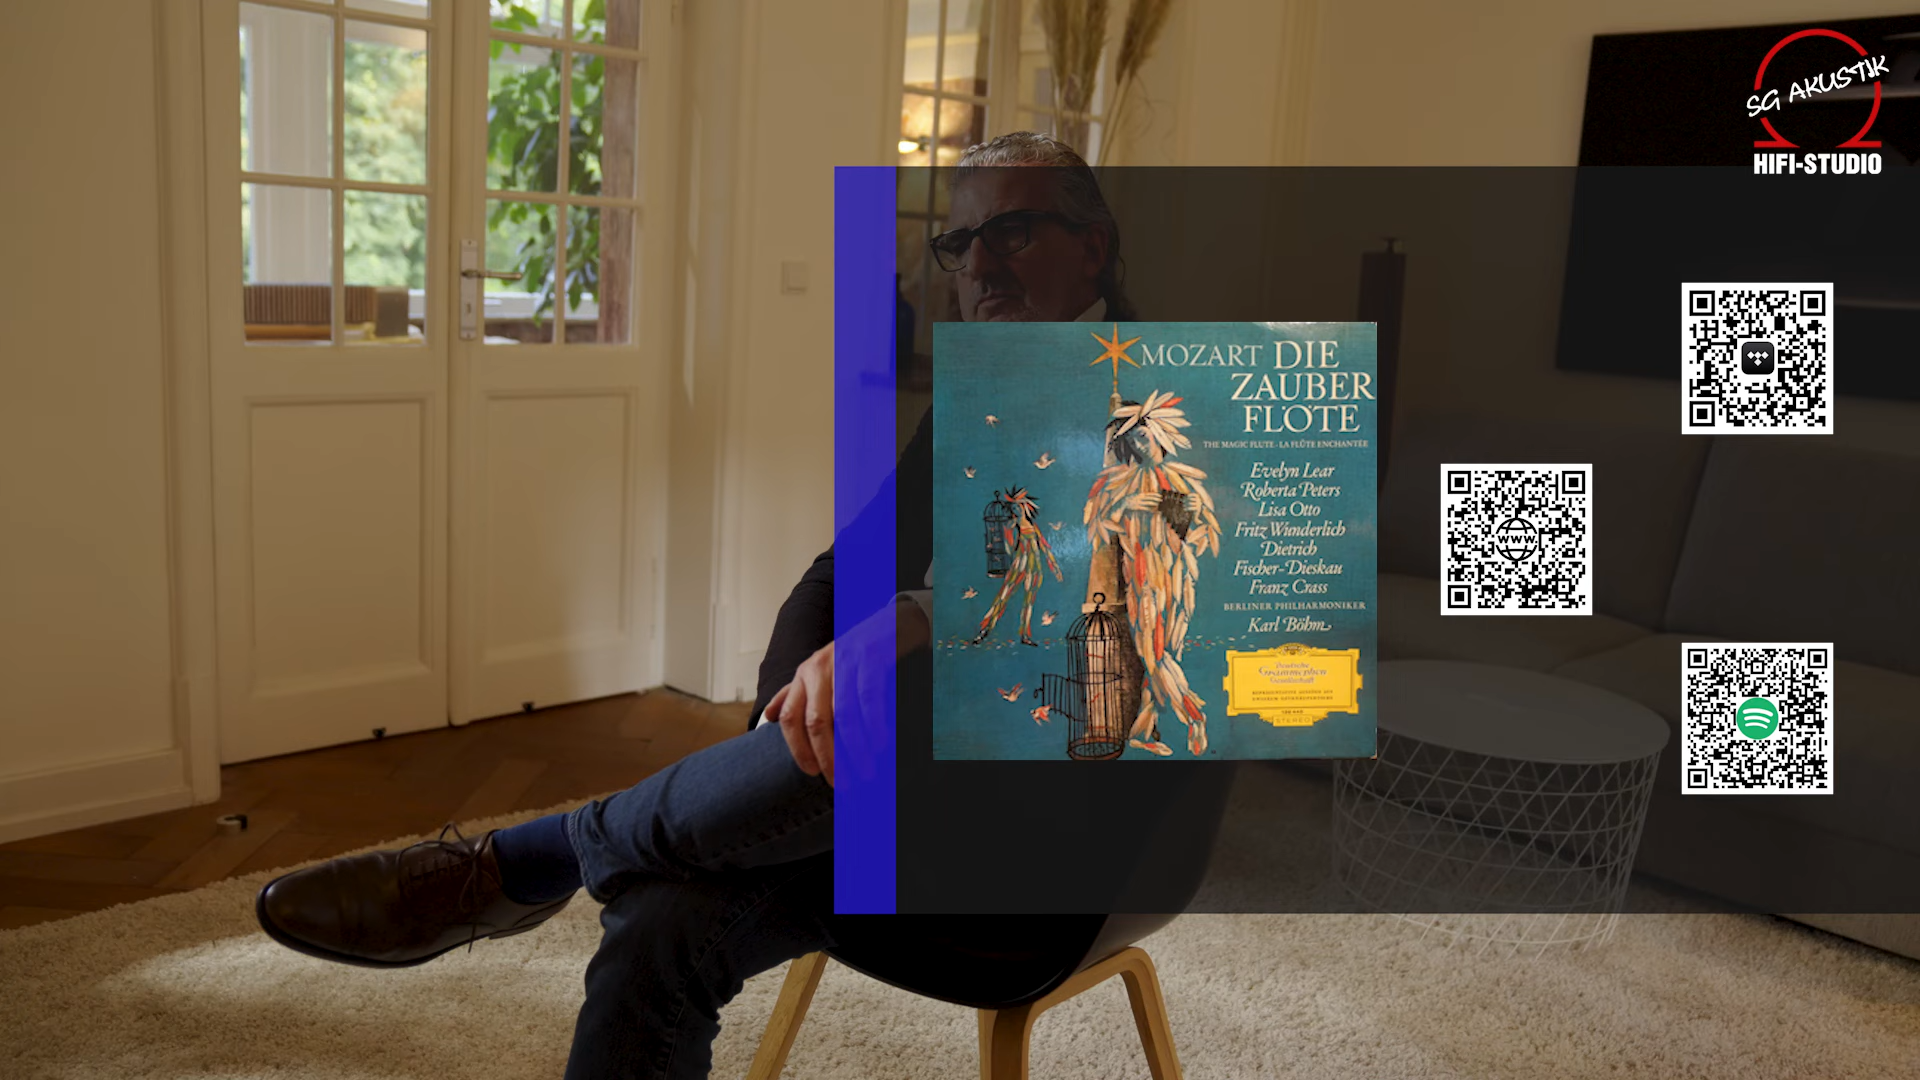 SG AKUSTIK
HIFI-STUDIO
MOZART DIE
ZAUBER
FLÖTE
THE MAGIC FLUTE · LA FLÛTE ENCHANTÉE
Evelyn Lear
Roberta Peters
Lisa Otto
Fritz Wunderlich
Dietrich
Fischer-Dieskau
Franz Crass
BERLINER PHILHARMONIKER
Karl Böhm
Deutsche
Grammophon
Gesellschaft
STEREO
WWW